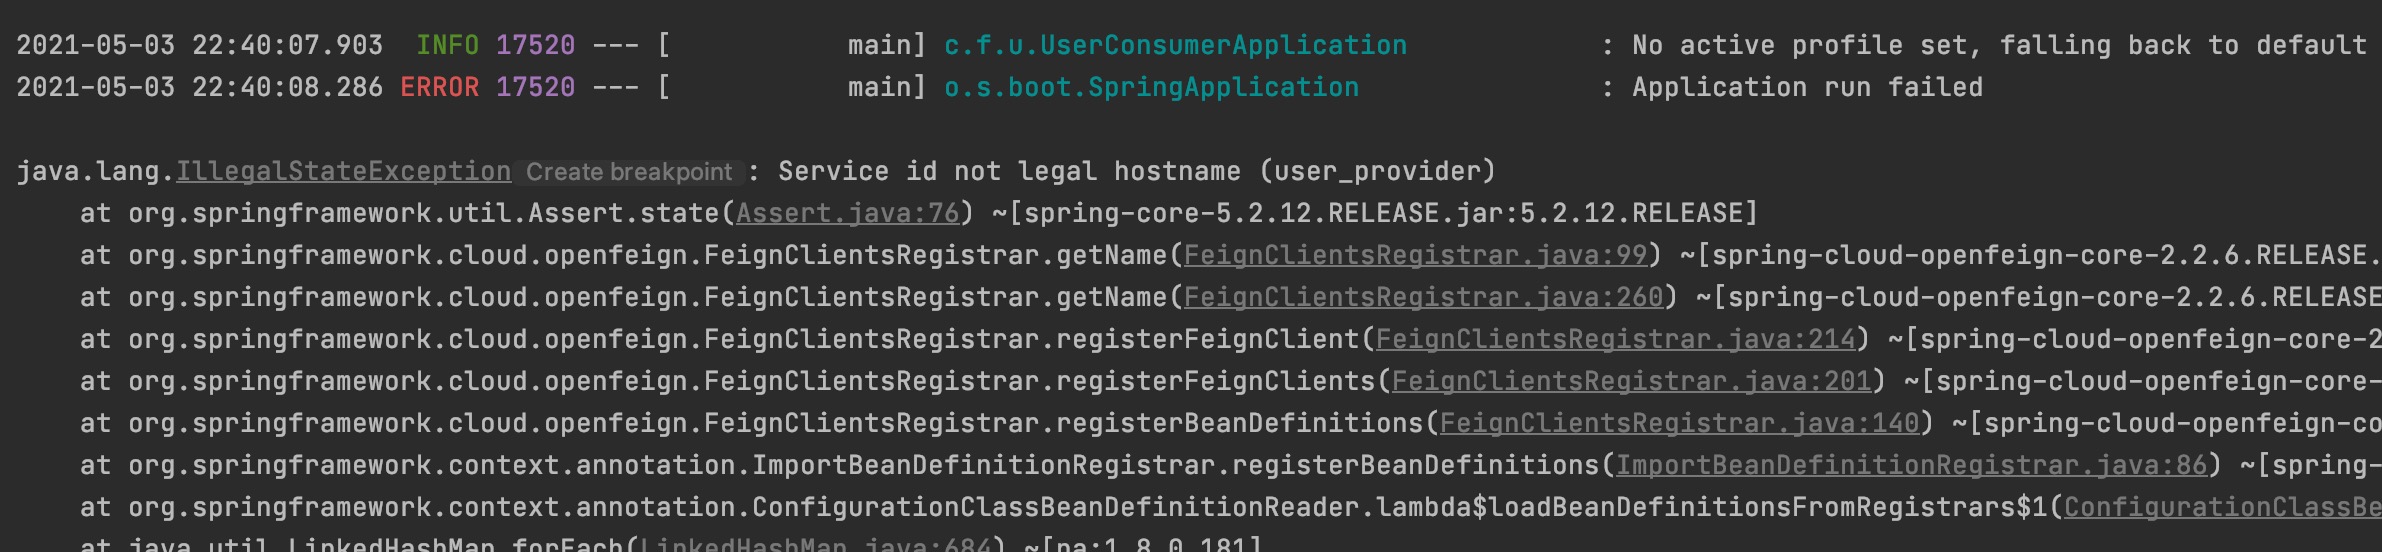 2021-05-03 22:40:07.903  INFO 17520 --- [           main] c.f.u.UserConsumerApplication            : No active profile set, falling back to default
2021-05-03 22:40:08.286 ERROR 17520 --- [           main] o.s.boot.SpringApplication               : Application run failed
java.lang.IllegalStateException Create breakpoint : Service id not legal hostname (user_provider)
at org.springframework.util.Assert.state(Assert.java:76) ~[spring-core-5.2.12.RELEASE.jar:5.2.12.RELEASE]
at org.springframework.cloud.openfeign.FeignClientsRegistrar.getName(FeignClientsRegistrar.java:99) ~[spring-cloud-openfeign-core-2.2.6.RELEASE.
at org.springframework.cloud.openfeign.FeignClientsRegistrar.getName(FeignClientsRegistrar.java:260) ~[spring-cloud-openfeign-core-2.2.6.RELEASE
at org.springframework.cloud.openfeign.FeignClientsRegistrar.registerFeignClient(FeignClientsRegistrar.java:214) ~[spring-cloud-openfeign-core-2
at org.springframework.cloud.openfeign.FeignClientsRegistrar.registerFeignClients(FeignClientsRegistrar.java:201) ~[spring-cloud-openfeign-core-
at org.springframework.cloud.openfeign.FeignClientsRegistrar.registerBeanDefinitions(FeignClientsRegistrar.java:140) ~[spring-cloud-openfeign-co
at org.springframework.context.annotation.ImportBeanDefinitionRegistrar.registerBeanDefinitions(ImportBeanDefinitionRegistrar.java:86) ~[spring-
at org.springframework.context.annotation.ConfigurationClassBeanDefinitionReader.lambda$loadBeanDefinitionsFromRegistrars$1(ConfigurationClassBe
at java.util.LinkedHashMap.forEach(LinkedHashMap.java:684) ~[na:1.8.0_181]